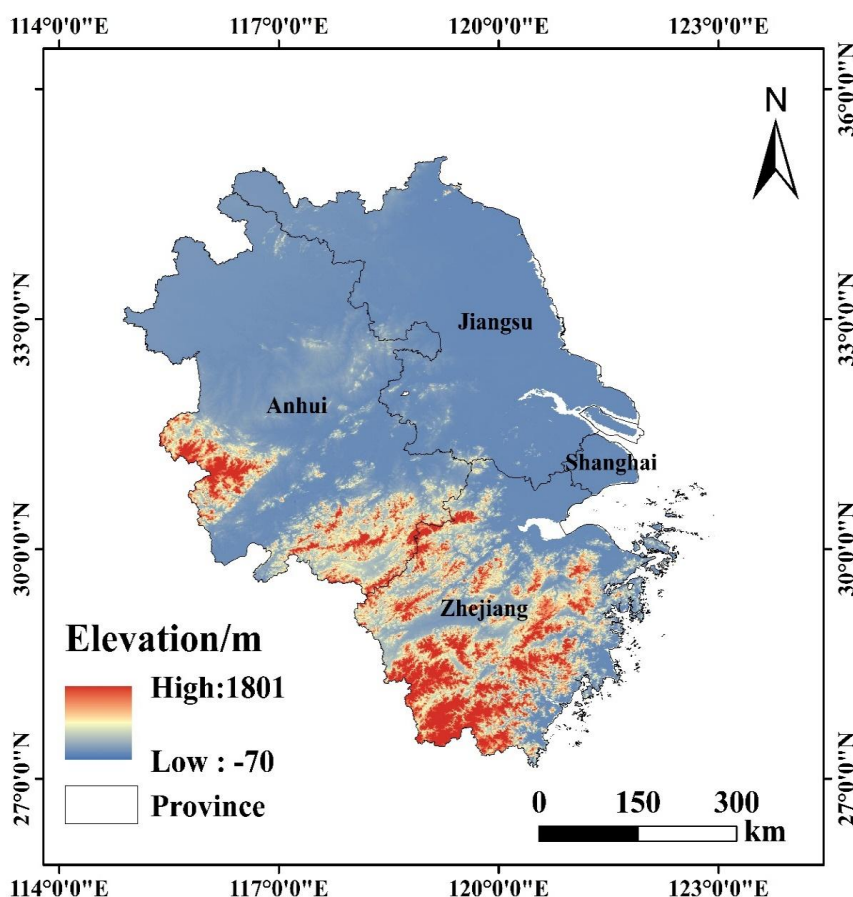 114°0'0"E
117°0'0"E
120°0'0"E
123°0'0"E
36°0'0"N
N
33°0'0"N
33°0'0"N
Jiangsu
Anhui
Shanghai
30°0'0"N
30°0'0"N
Zhejiang
Elevation/m
High:1801
Low : -70
Province
27°0'0"N
27°0'0"N
0 150 300
km
114°0'0"E
117°0'0"E
120°0'0"E
123°0'0"E